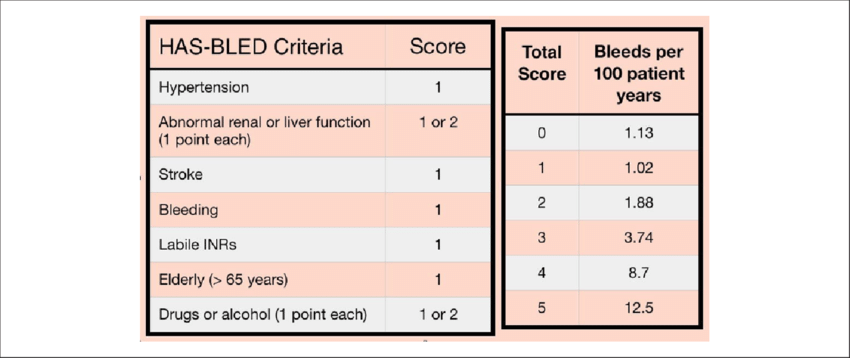 HAS-BLED Criteria Score
Hypertension 1
Abnormal renal or liver function 1 or 2
(1 point each)
Stroke 1
Bleeding 1
Labile INRs 1
Elderly (> 65 years) 1
Drugs or alcohol (1 point each) 1 or 2
Total Bleeds per
Score 100 patient
years
0 1.13
1 1.02
2 1.88
3 3.74
4 8.7
5 12.5